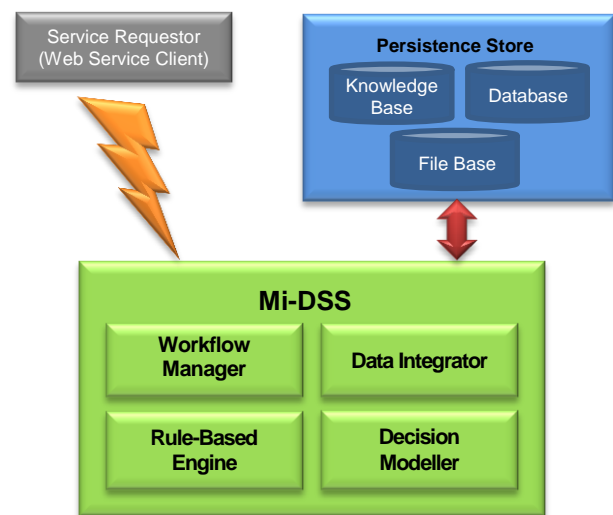 Service Requestor
(Web Service Client)
Persistence Store
Knowledge
Base
Database
File Base
Mi-DSS
Workflow
Manager
Data Integrator
Rule-Based
Engine
Decision
Modeller